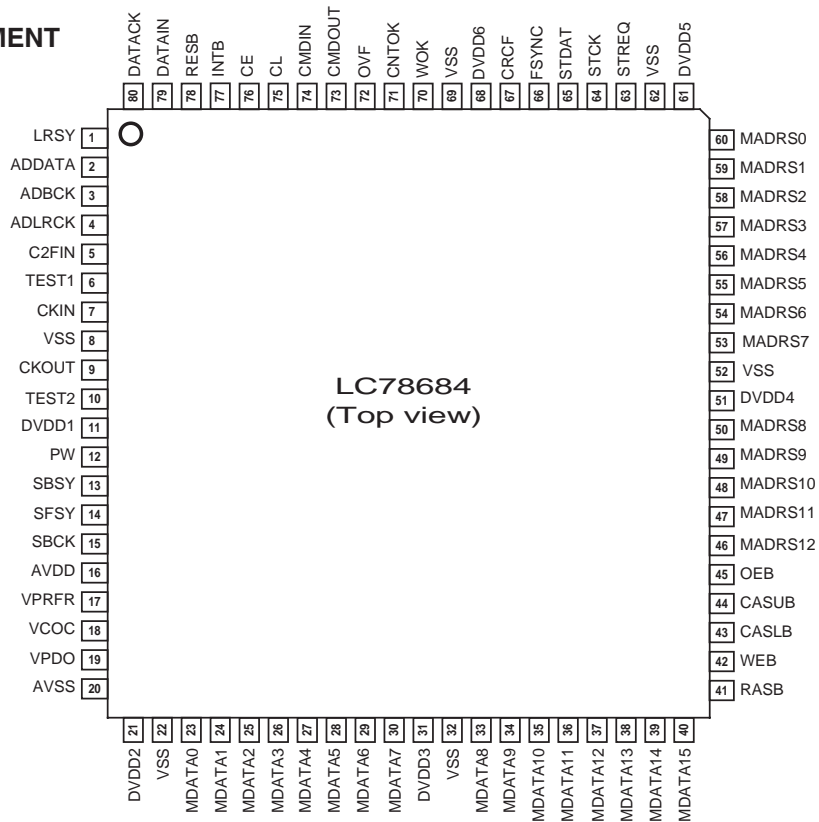 MENT
80 DATACK
79 DATAIN
78 RESB
77 INTB
76 CE
75 CL
74 CMDIN
73 CMDOUT
72 OVF
71 CNTOK
70 WOK
69 VSS
68 DVDD6
67 CRCF
66 FSYNC
65 STDAT
64 STCK
63 STREQ
62 VSS
61 DVDD5
LRSY 1
ADDATA 2
ADBCK 3
ADLRCK 4
C2FIN 5
TEST1 6
CKIN 7
VSS 8
CKOUT 9
TEST2 10
DVDD1 11
PW 12
SBSY 13
SFSY 14
SBCK 15
AVDD 16
VPRFR 17
VCOC 18
VPDO 19
AVSS 20
LC78684
(Top view)
60 MADRS0
59 MADRS1
58 MADRS2
57 MADRS3
56 MADRS4
55 MADRS5
54 MADRS6
53 MADRS7
52 VSS
51 DVDD4
50 MADRS8
49 MADRS9
48 MADRS10
47 MADRS11
46 MADRS12
45 OEB
44 CASUB
43 CASLB
42 WEB
41 RASB
21 DVDD2
22 VSS
23 MDATA0
24 MDATA1
25 MDATA2
26 MDATA3
27 MDATA4
28 MDATA5
29 MDATA6
30 MDATA7
31 DVDD3
32 VSS
33 MDATA8
34 MDATA9
35 MDATA10
36 MDATA11
37 MDATA12
38 MDATA13
39 MDATA14
40 MDATA15